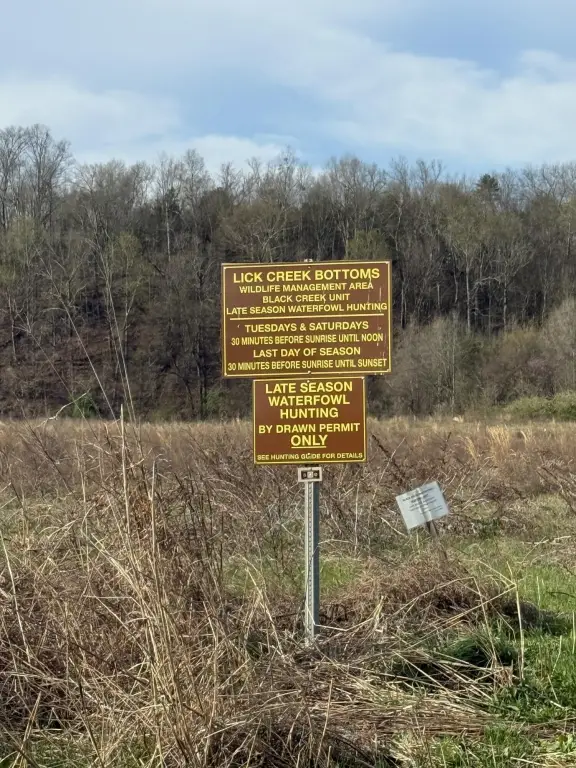 LICK CREEK BOTTOMS
WILDLIFE MANAGEMENT AREA
BLACK CREEK UNIT
LATE SEASON WATERFOWL HUNTING
TUESDAYS & SATURDAYS
30 MINUTES BEFORE SUNRISE UNTIL NOON
LAST DAY OF SEASON
30 MINUTES BEFORE SUNRISE UNTIL SUNSET
LATE SEASON
WATERFOWL
HUNTING
BY DRAWN PERMIT
ONLY
SEE HUNTING GUIDE FOR DETAILS